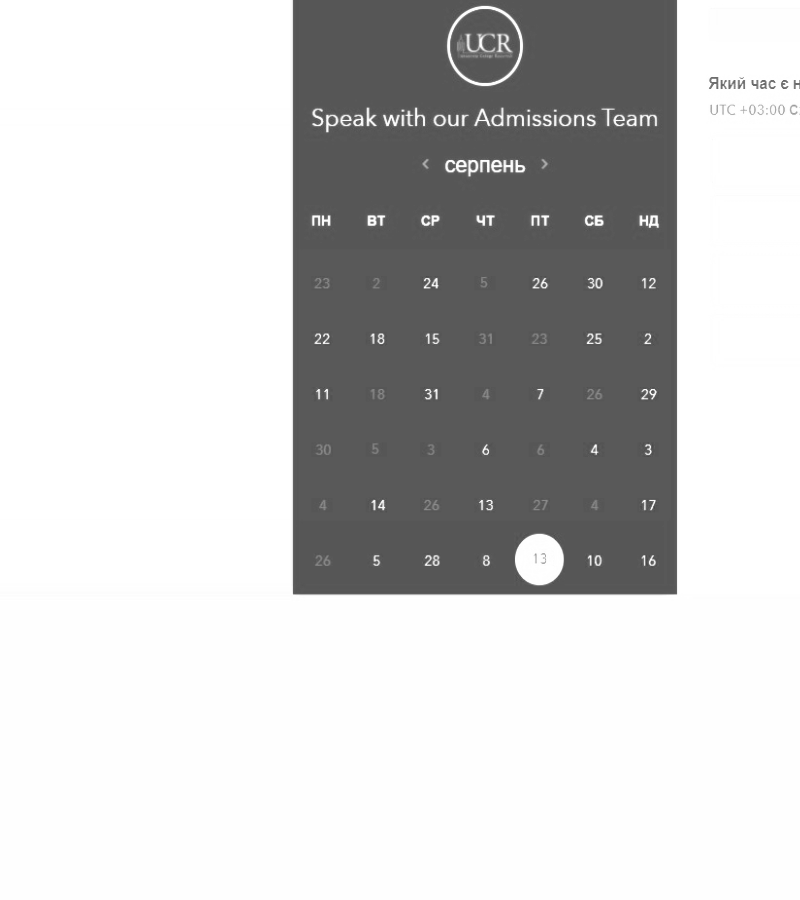 UCR
Speak with our Admissions Team
серпень
ПН ВТ СР ЧТ ПТ СБ НД
23 2 24 5 26 30 12
22 18 15 31 23 25 2
11 18 31 4 7 26 29
30 5 3 6 6 4 3
4 14 26 13 27 4 17
26 5 28 8 13 10 16
Який час є н
UTC +03:00 С